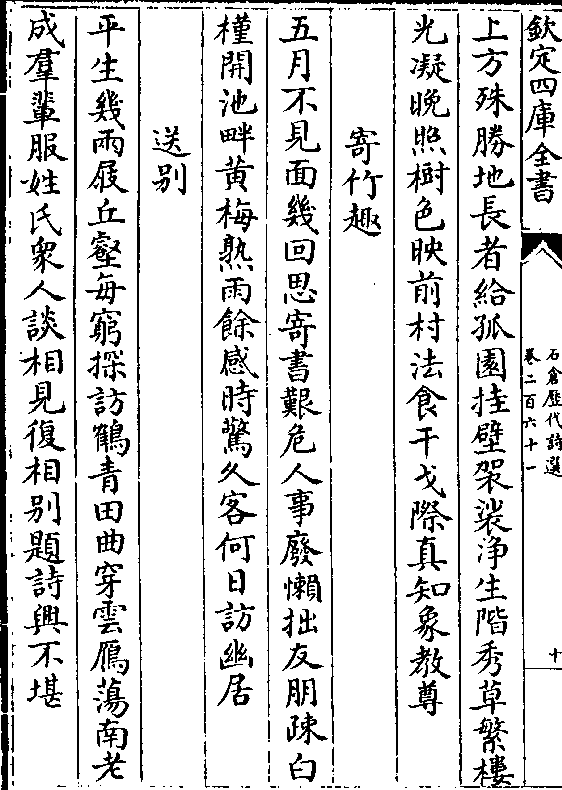 欽定四庫全書
石倉歷代詩選
卷二百六十一
十
上方殊勝地長者給孤園挂壁袈裟浄生階秀草繁樓
光凝晚照樹色映前村法食干戈際真知象教尊
寄竹趣
五月不見面幾回思寄書艱危人事廢懶拙友朋疎白
槿開池畔黄梅熟雨餘感時驚久客何日訪幽居
送别
平生幾兩屐丘壑每窮探訪鶴青田曲穿雲鴈蕩南老
成羣輩服姓氏衆人談相見復相别題詩興不堪